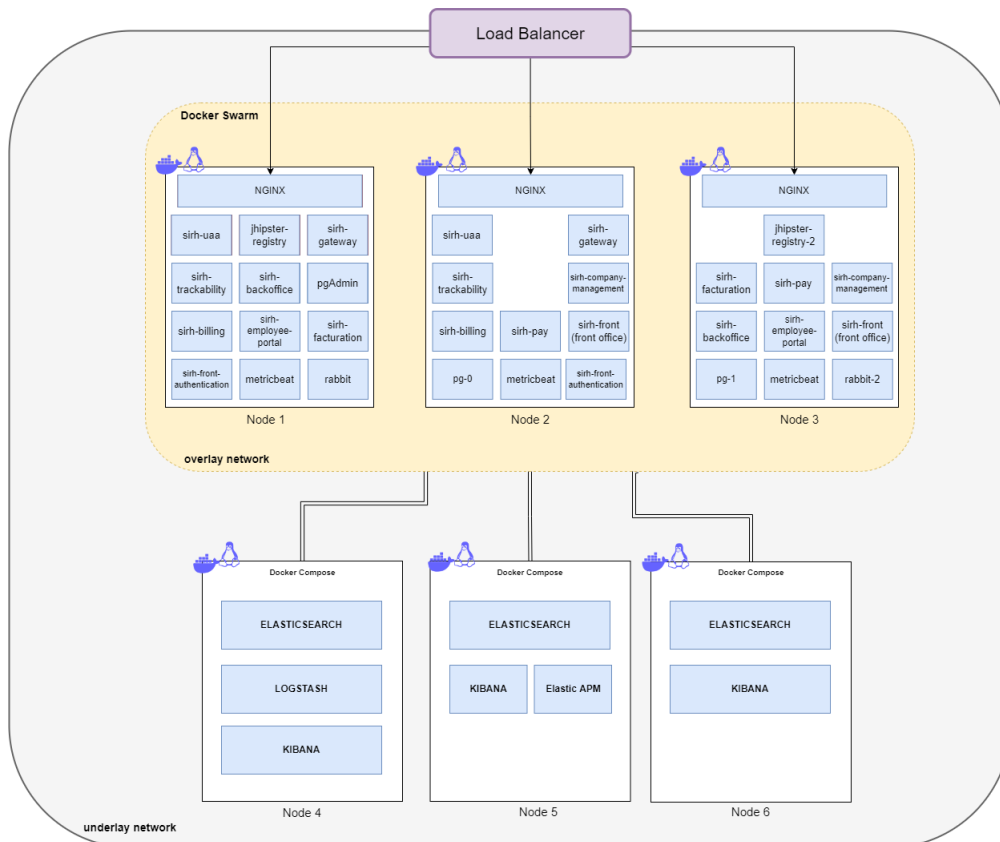 Load Balancer
Docker Swarm
NGINX
sirh-uaa
jhipster-
registry
sirh-
gateway
sirh-
trackability
sirh-
backoffice
pgAdmin
sirh-billing
sirh-
employee-
portal
sirh-
facturation
sirh-front-
authentication
metricbeat
rabbit
Node 1
NGINX
sirh-uaa
sirh-
gateway
sirh-
trackability
sirh-company-
management
sirh-billing
sirh-pay
sirh-front
(front office)
pg-0
metricbeat
sirh-front-
authentication
Node 2
NGINX
jhipster-
registry-2
sirh-
facturation
sirh-pay
sirh-company-
management
sirh-
backoffice
sirh-
employee-
portal
sirh-front
(front office)
pg-1
metricbeat
rabbit-2
Node 3
overlay network
Docker Compose
ELASTICSEARCH
LOGSTASH
KIBANA
Node 4
Docker Compose
ELASTICSEARCH
KIBANA
Elastic APM
Node 5
Docker Compose
ELASTICSEARCH
KIBANA
Node 6
underlay network